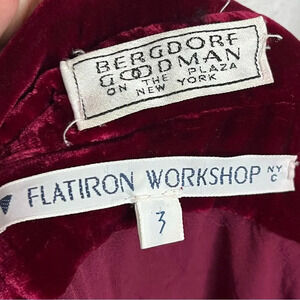 BERGDORF
GOODMAN
ON THE PLAZA
NEW YORK
FLATIRON WORKSHOP NYC
3